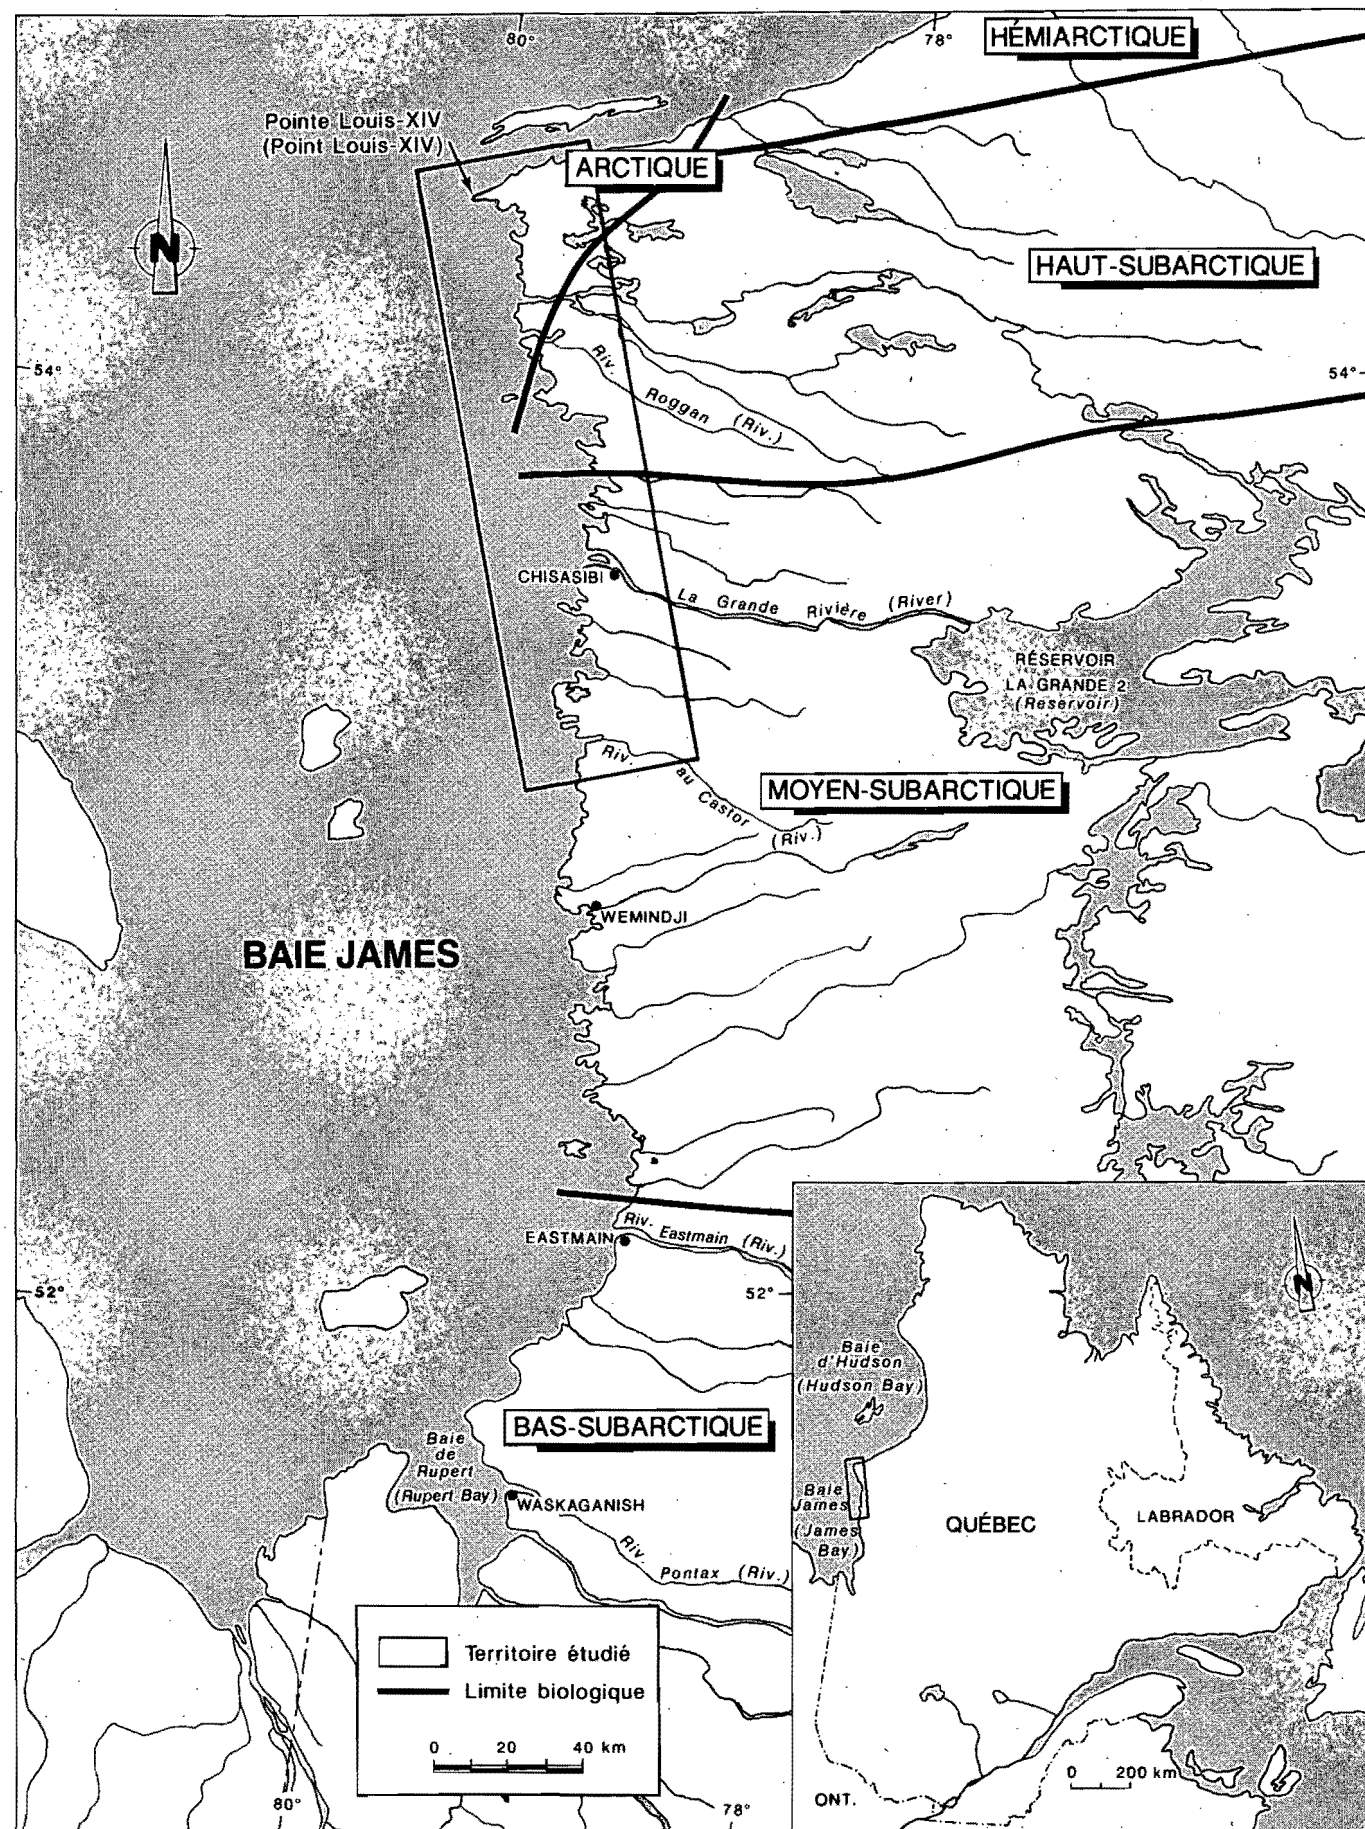 80°
78°
HÉMIARCTIQUE
Pointe Louis-XIV
(Point Louis-XIV)
ARCTIQUE
N
HAUT-SUBARCTIQUE
54°
54°
Riv. Roggan (Riv.)
CHISASIBI
La Grande Rivière (River)
RÉSERVOIR
LA GRANDE 2
(Reservoir)
Riv. au Castor (Riv.)
MOYEN-SUBARCTIQUE
WEMINDJI
BAIE JAMES
Riv. Eastmain (Riv.)
EASTMAIN
52°
52°
N
Baie
d'Hudson
(Hudson Bay)
BAS-SUBARCTIQUE
Baie
de
Rupert
(Rupert Bay)
WASKAGANISH
Baie
James
(James
Bay)
QUÉBEC
LABRADOR
Riv. Pontax (Riv.)
Territoire étudié
Limite biologique
0 20 40 km
0 200 km
ONT.
80°
78°